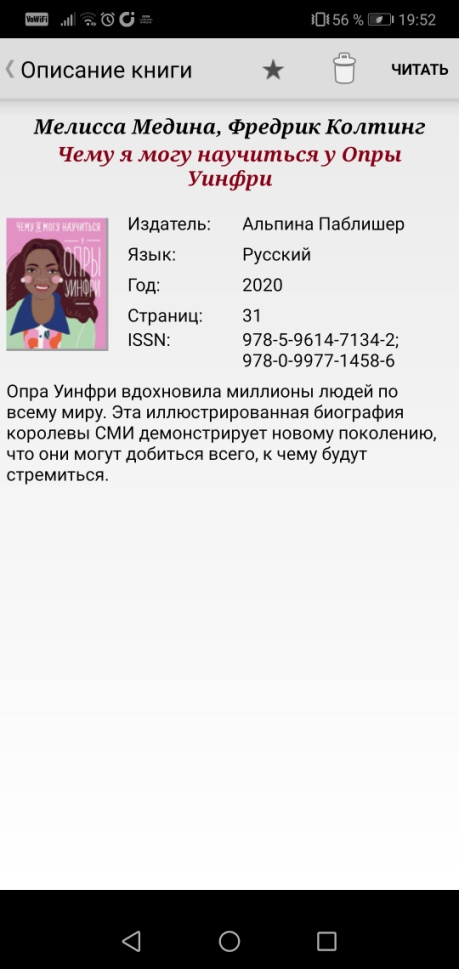 VoWiFi 56 % 19:52
Описание книги ЧИТАТЬ
Мелисса Медина, Фредрик Колтинг
Чему я могу научиться у Опры
Уинфри
ЧЕМУ Я МОГУ НАУЧИТЬСЯ
У
ОПРЫ
УИНФРИ
Издатель: Альпина Паблишер
Язык: Русский
Год: 2020
Страниц: 31
ISSN: 978-5-9614-7134-2;
978-0-9977-1458-6
Опра Уинфри вдохновила миллионы людей по
всему миру. Эта иллюстрированная биография
королевы СМИ демонстрирует новому поколению,
что они могут добиться всего, к чему будут
стремиться.